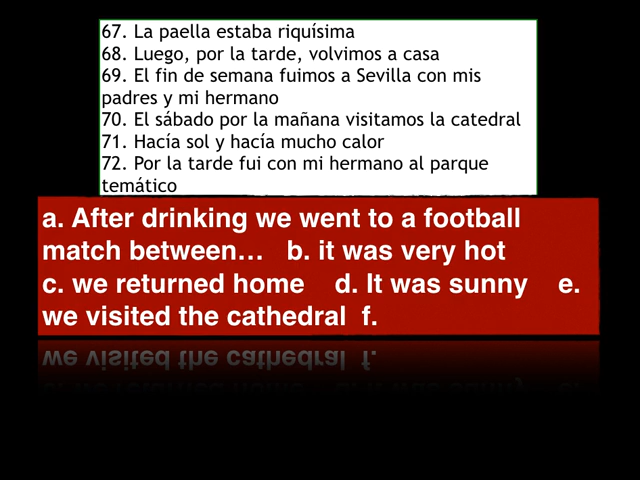 67. La paella estaba riquísima
68. Luego, por la tarde, volvimos a casa
69. El fin de semana fuimos a Sevilla con mis
padres y mi hermano
70. El sábado por la mañana visitamos la catedral
71. Hacía sol y hacía mucho calor
72. Por la tarde fui con mi hermano al parque
temático
a. After drinking we went to a football
match between… b. it was very hot
c. we returned home d. It was sunny e.
we visited the cathedral f.